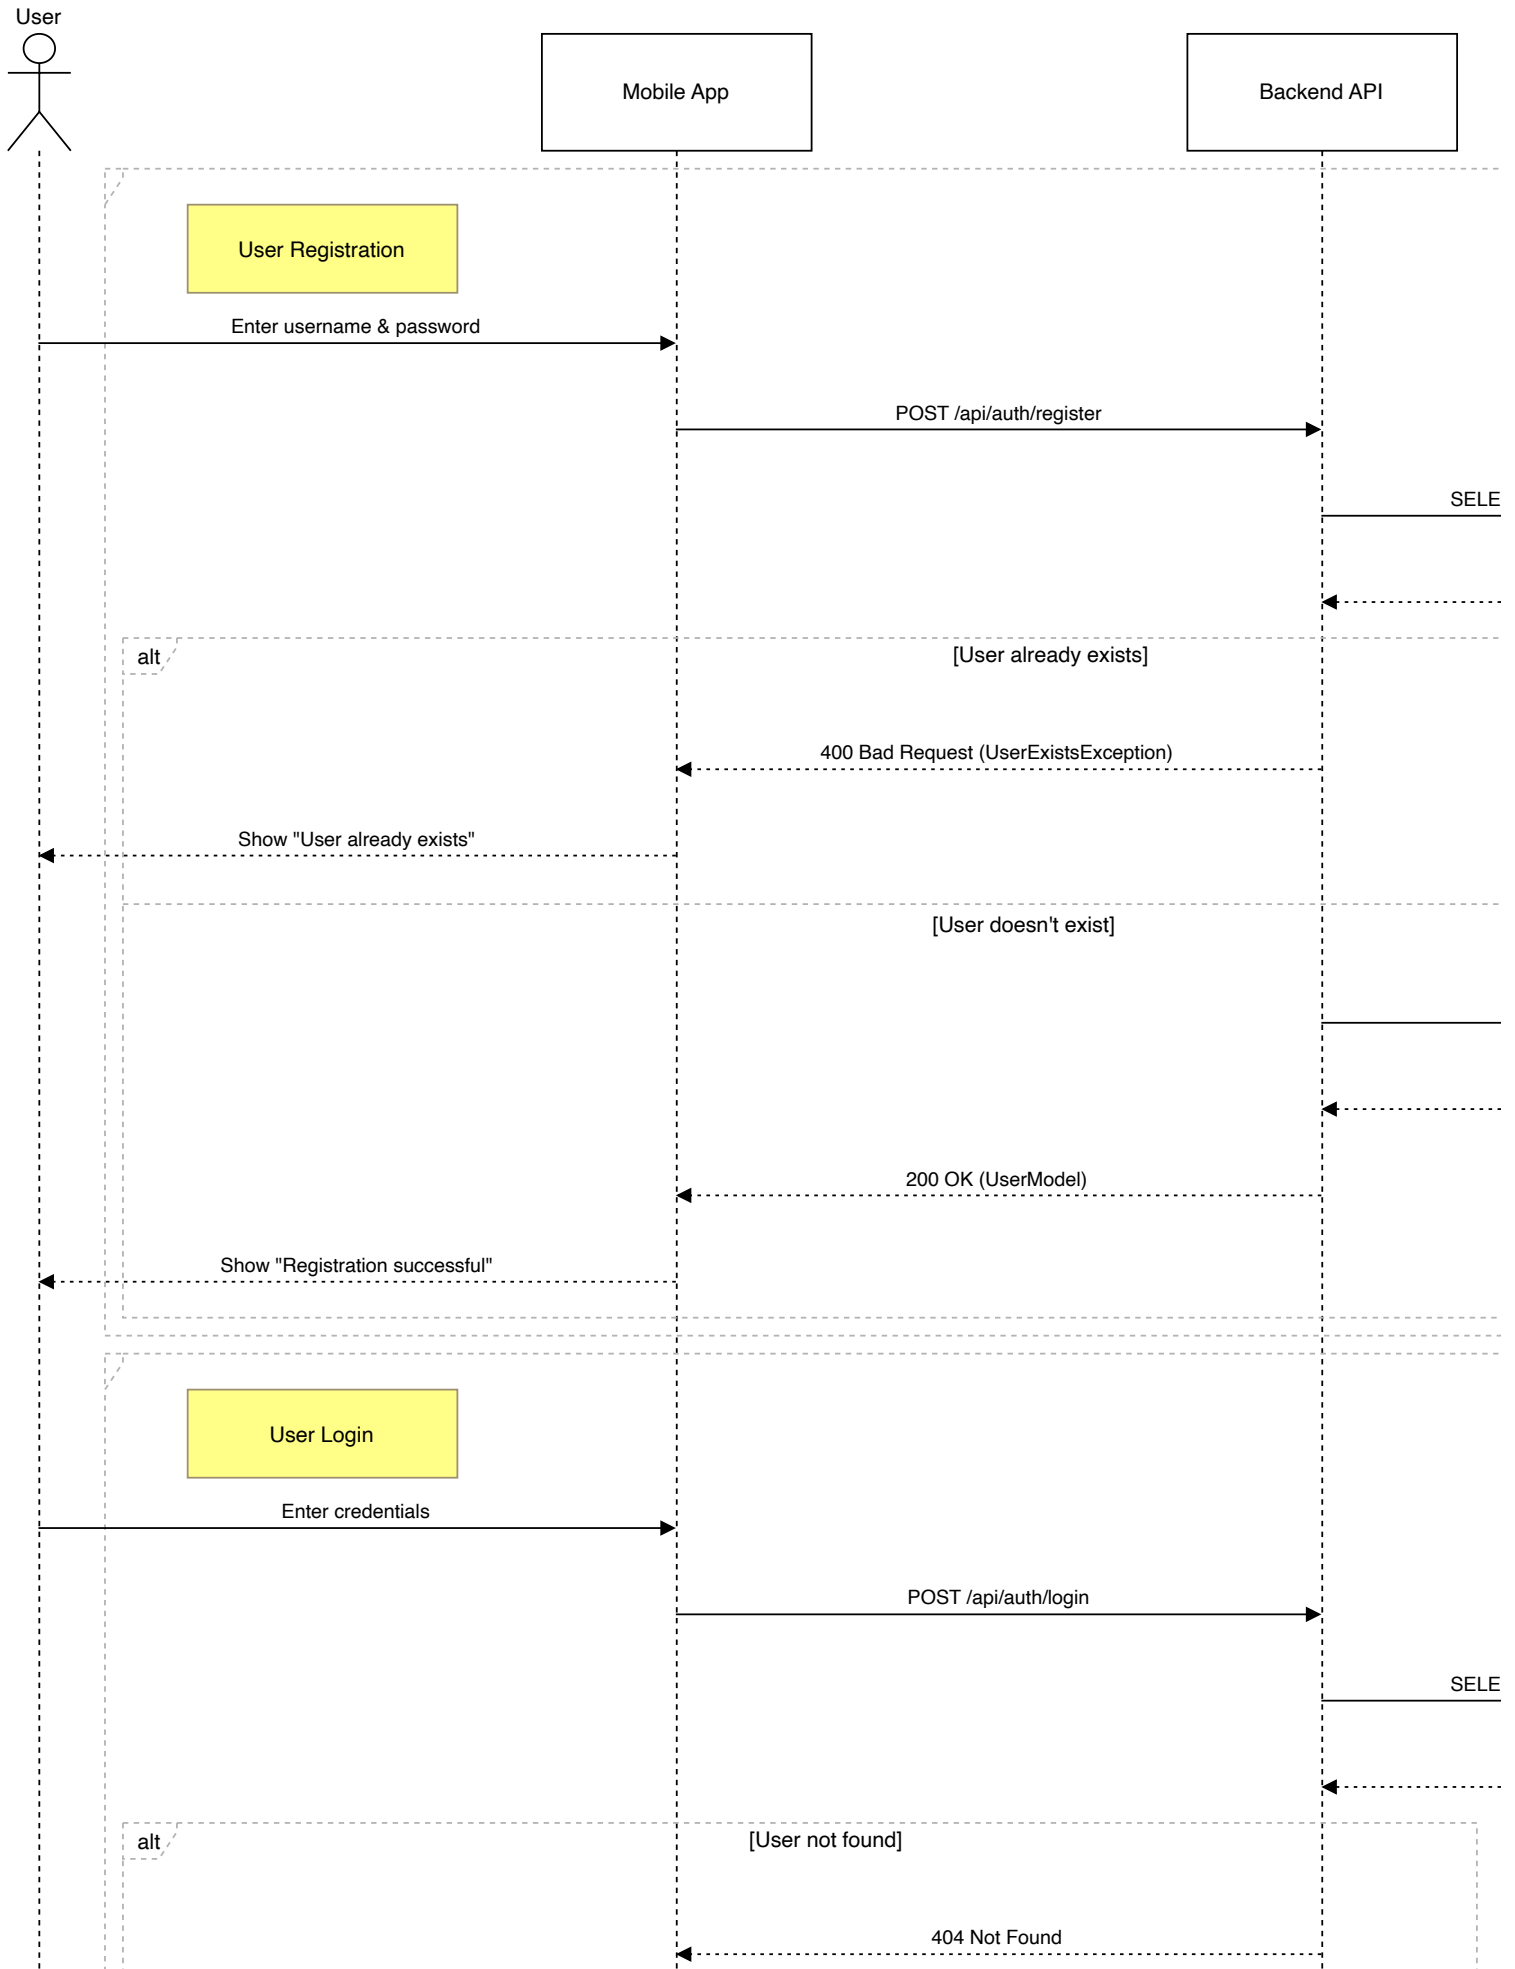 User
Mobile App
Backend API
User Registration
Enter username & password
POST /api/auth/register
SELE
alt
[User already exists]
400 Bad Request (UserExistsException)
Show "User already exists"
[User doesn't exist]
200 OK (UserModel)
Show "Registration successful"
User Login
Enter credentials
POST /api/auth/login
SELE
alt
[User not found]
404 Not Found